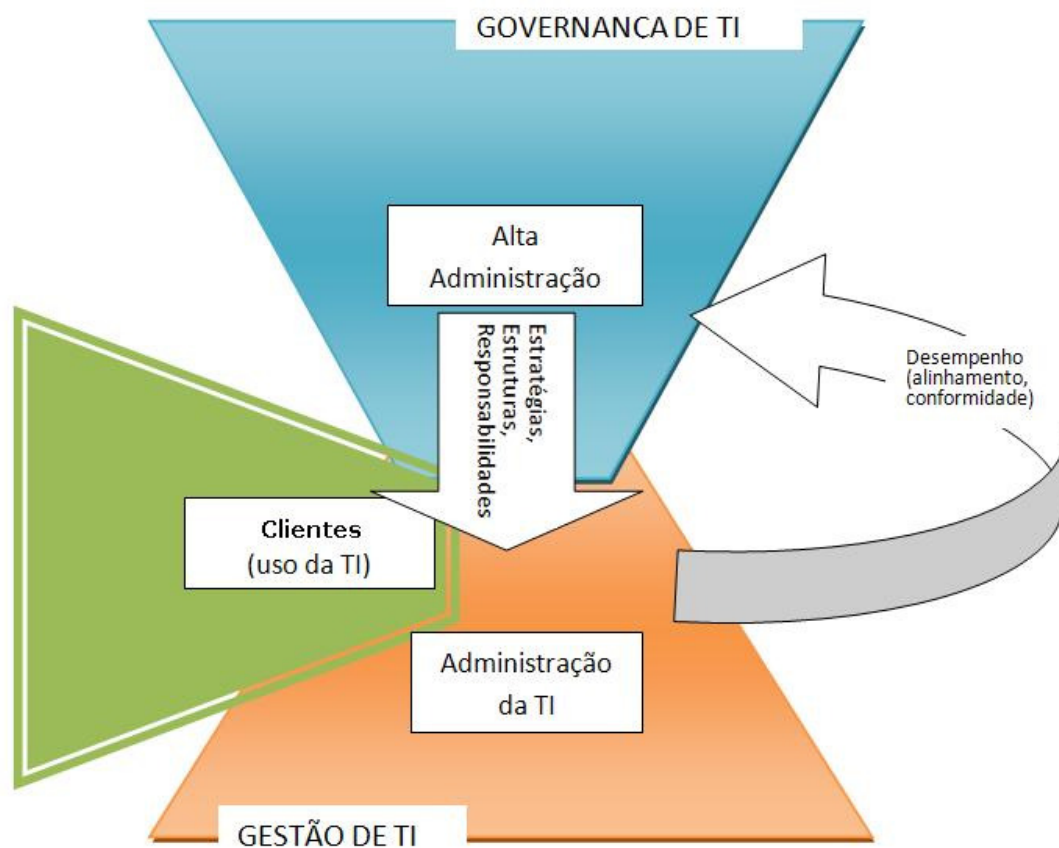 GOVERNANÇA DE TI
Alta
Administração
Estratégias,
Estruturas,
Responsabilidades
Desempenho
(alinhamento,
conformidade)
Clientes
(uso da TI)
Administração
da TI
GESTÃO DE TI